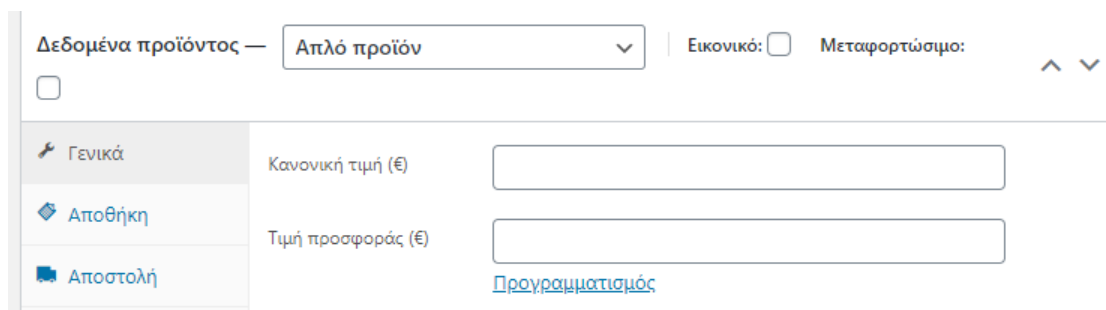 Δεδομένα προϊόντος — Απλό προϊόν Εικονικό: Μεταφορτώσιμο:
Γενικά
Κανονική τιμή (€)
Αποθήκη
Τιμή προσφοράς (€)
Αποστολή
Προγραμματισμός